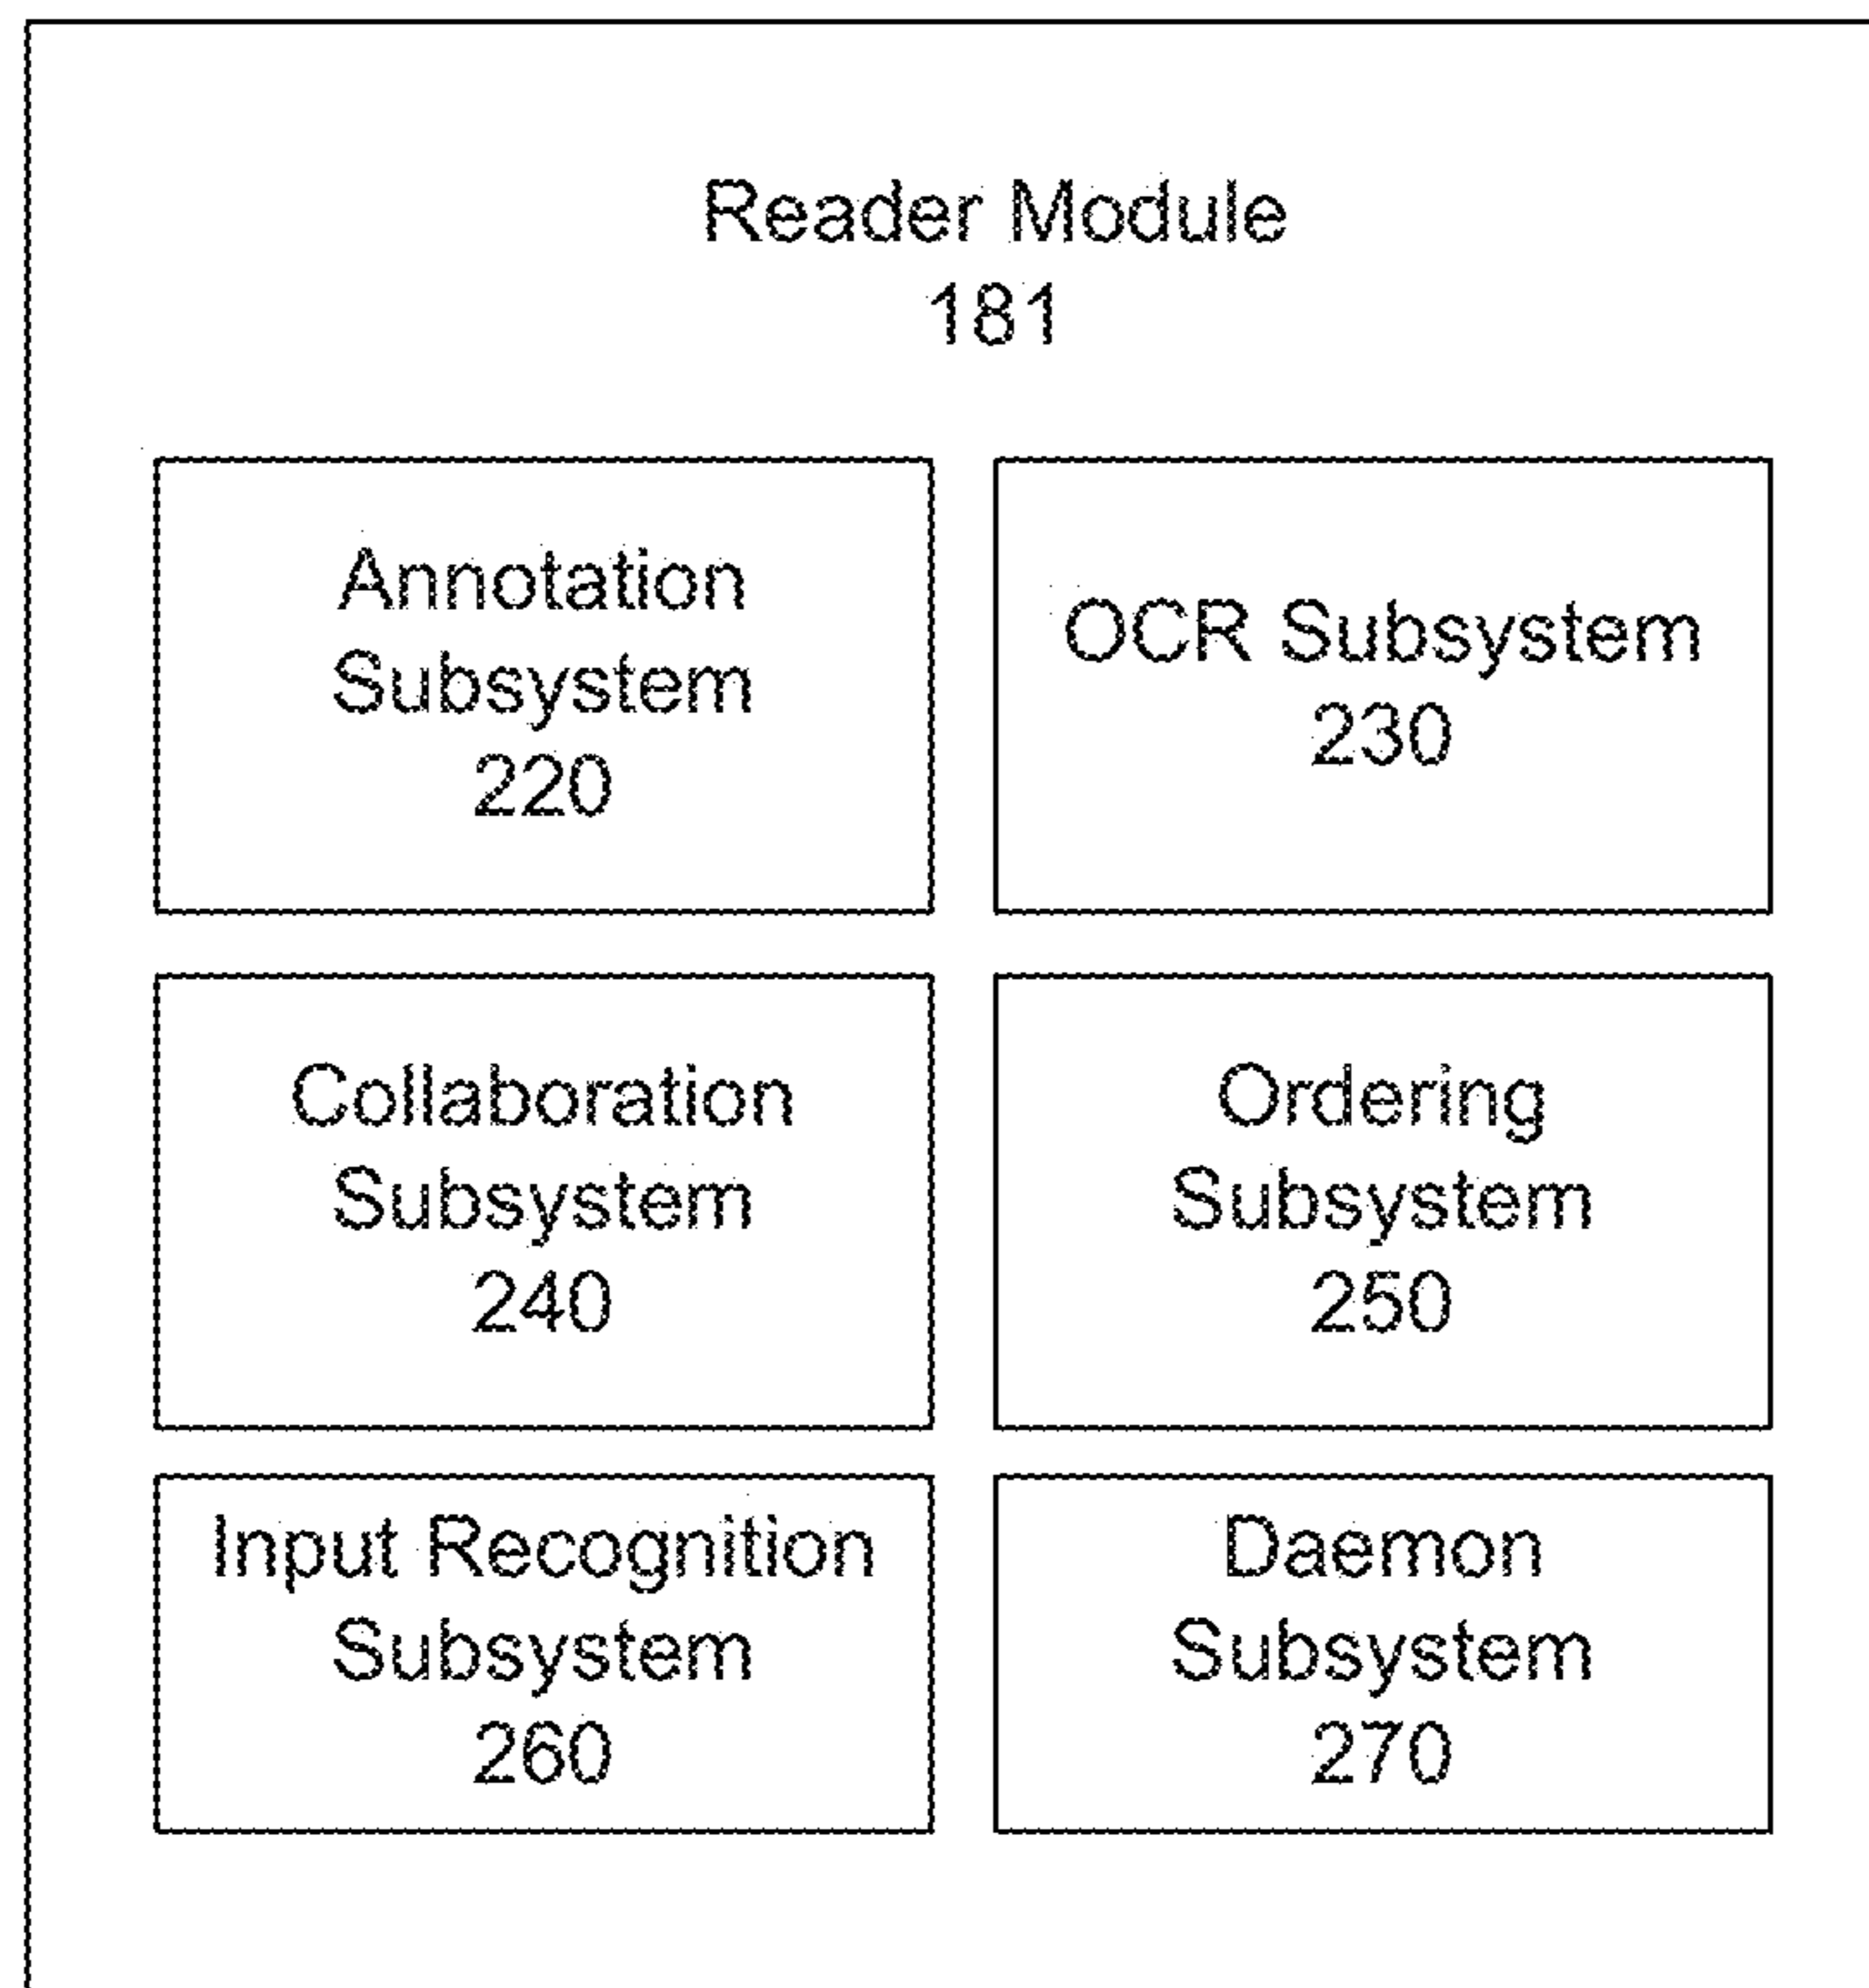 Reader Module
181
Annotation
Subsystem
220
OCR Subsystem
230
Collaboration
Subsystem
240
Ordering
Subsystem
250
Input Recognition
Subsystem
260
Daemon
Subsystem
270